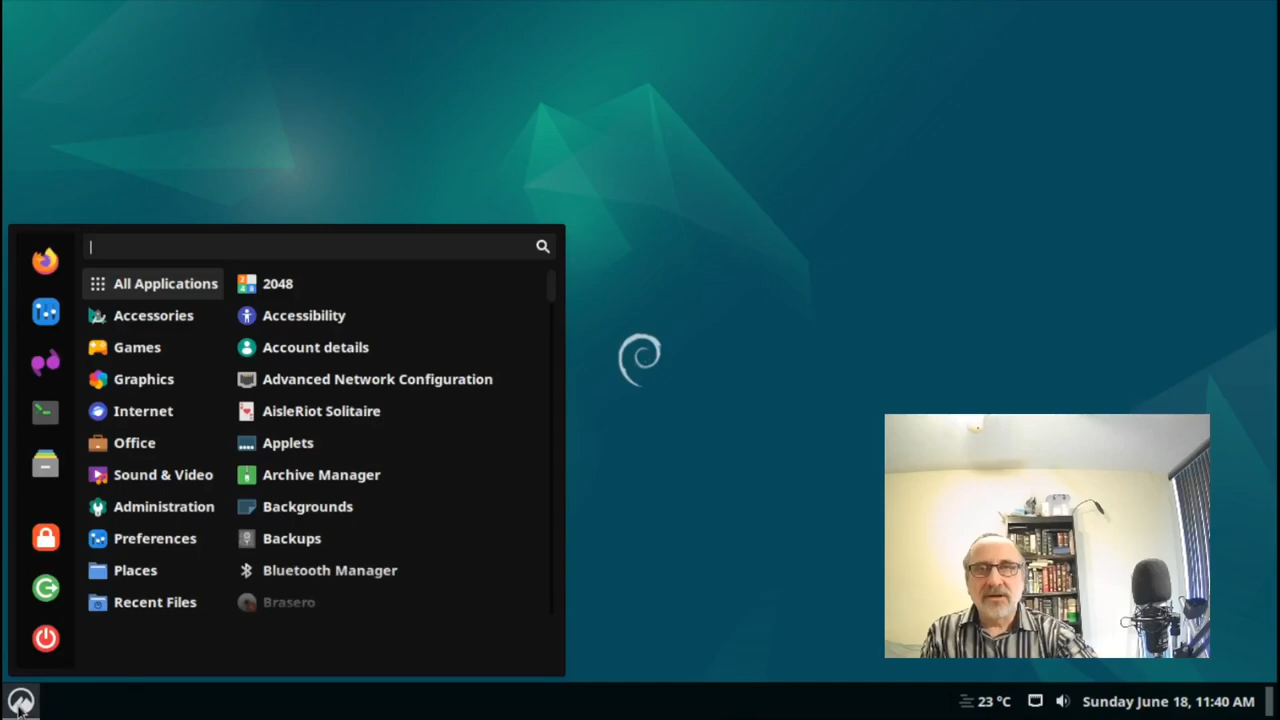 All Applications
Accessories
Games
Graphics
Internet
Office
Sound & Video
Administration
Preferences
Places
Recent Files
2048
Accessibility
Account details
Advanced Network Configuration
AisleRiot Solitaire
Applets
Archive Manager
Backgrounds
Backups
Bluetooth Manager
Brasero
23 °C
Sunday June 18, 11:40 AM